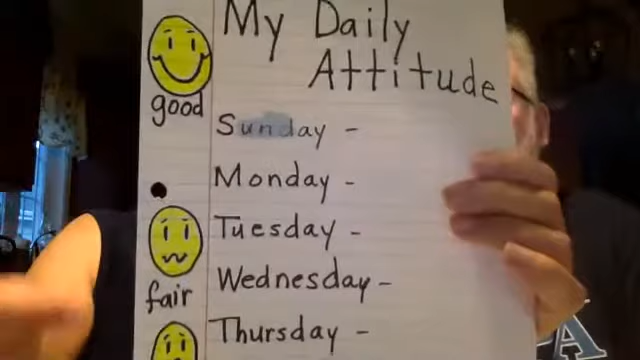 My Daily
Attitude
good
Sunday -
Monday -
Tuesday -
Wednesday -
fair
Thursday -
A